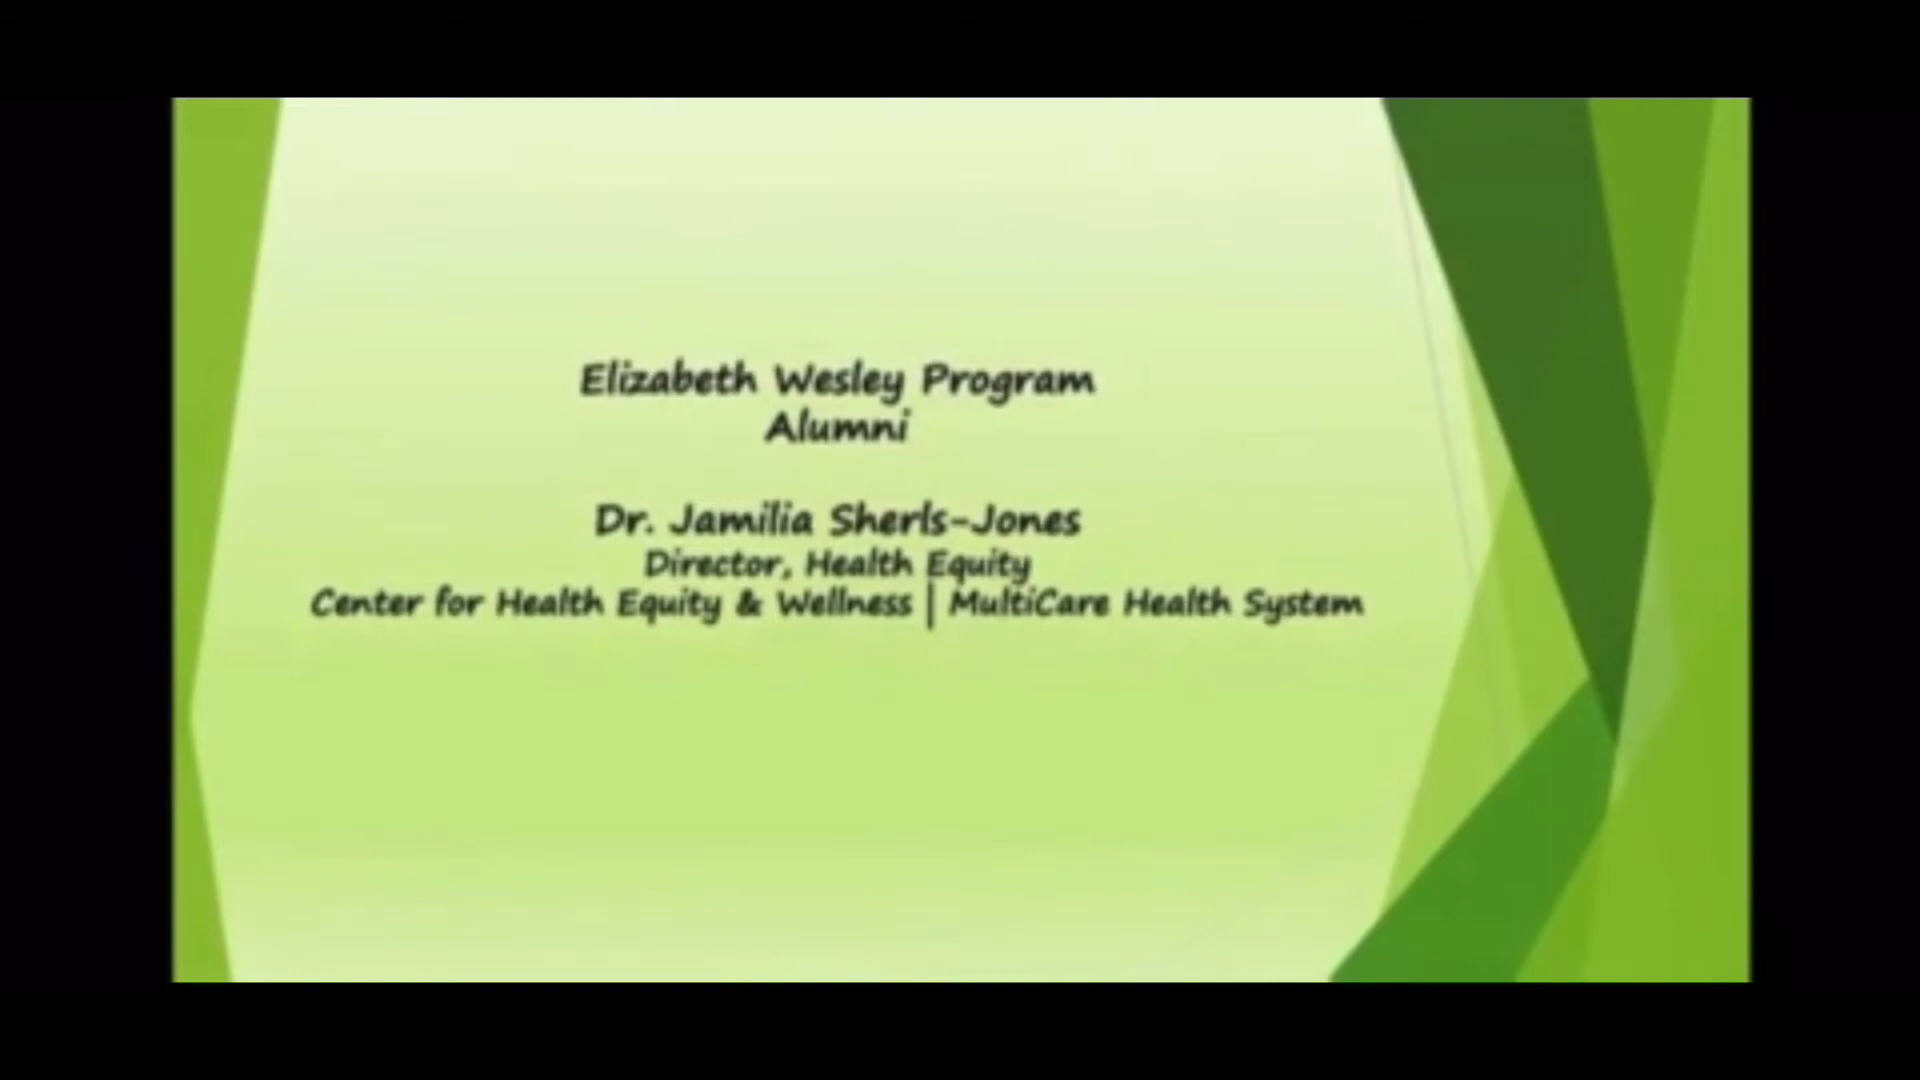 Elizabeth Wesley Program
Alumni
Dr. Jamilia Sherls-Jones
Director, Health Equity
Center for Health Equity & Wellness | MultiCare Health System